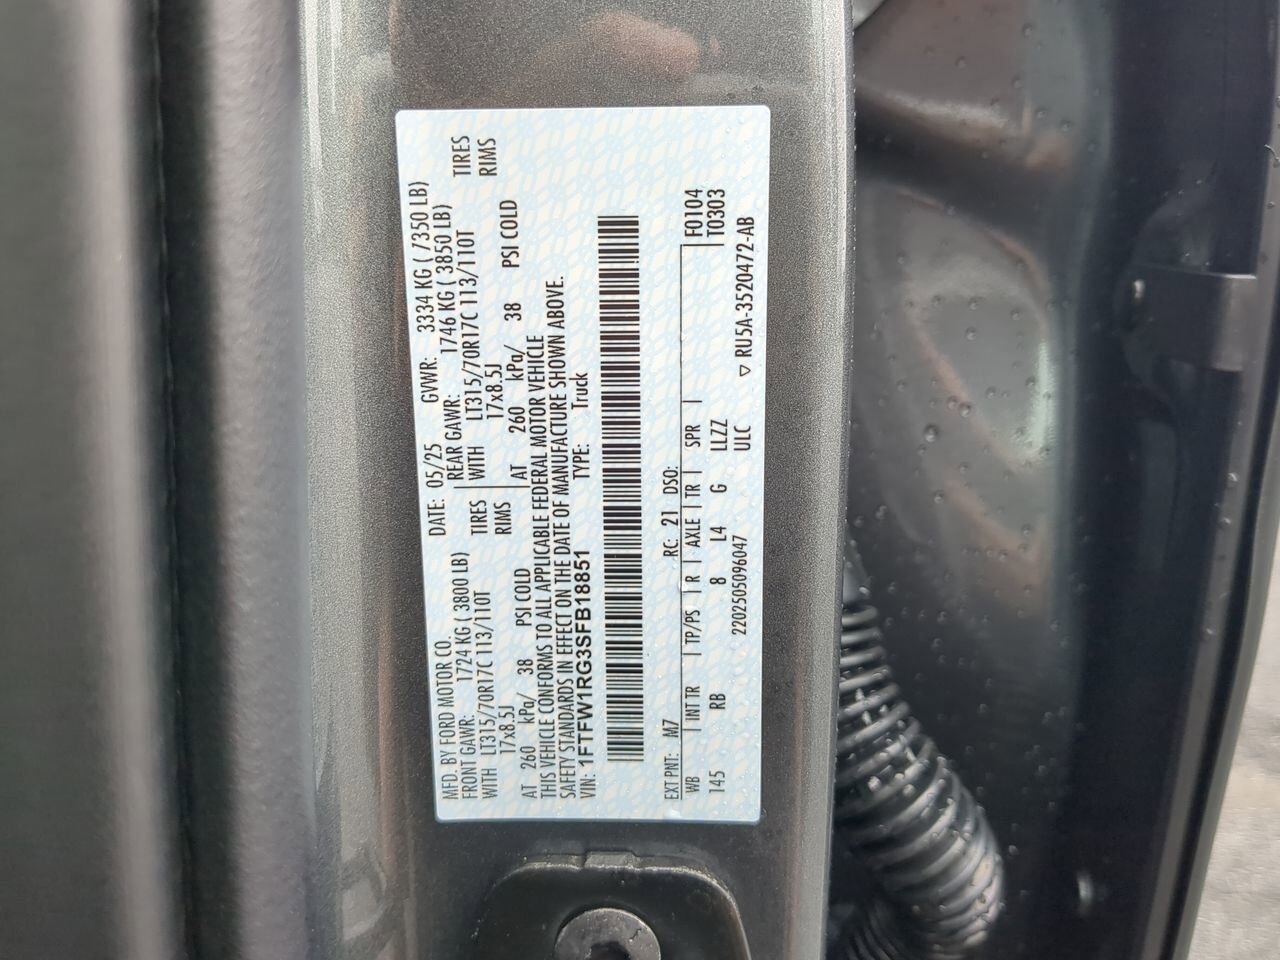 MFD. BY FORD MOTOR CO. DATE: 05/25 GVWR: 3334 KG ( 7350 LB)
FRONT GAWR: 1724 KG ( 3800 LB) REAR GAWR: 1746 KG ( 3850 LB)
WITH LT315/70R17C 113/110T TIRES WITH LT315/70R17C 113/110T TIRES
17x8.5J RIMS 17x8.5J RIMS
AT 260 kPa/ 38 PSI COLD AT 260 kPa/ 38 PSI COLD
THIS VEHICLE CONFORMS TO ALL APPLICABLE FEDERAL MOTOR VEHICLE
SAFETY STANDARDS IN EFFECT ON THE DATE OF MANUFACTURE SHOWN ABOVE.
VIN: 1FTFW1RG3SFB18851 TYPE: Truck
EXT PNT: M7 RC: 21 DSO: F0104
WB INT TR TP/PS R AXLE TR SPR T0303
145 RB 8 L4 G LLZZ
2202505096047 ULC ▽ RU5A-3520472-AB